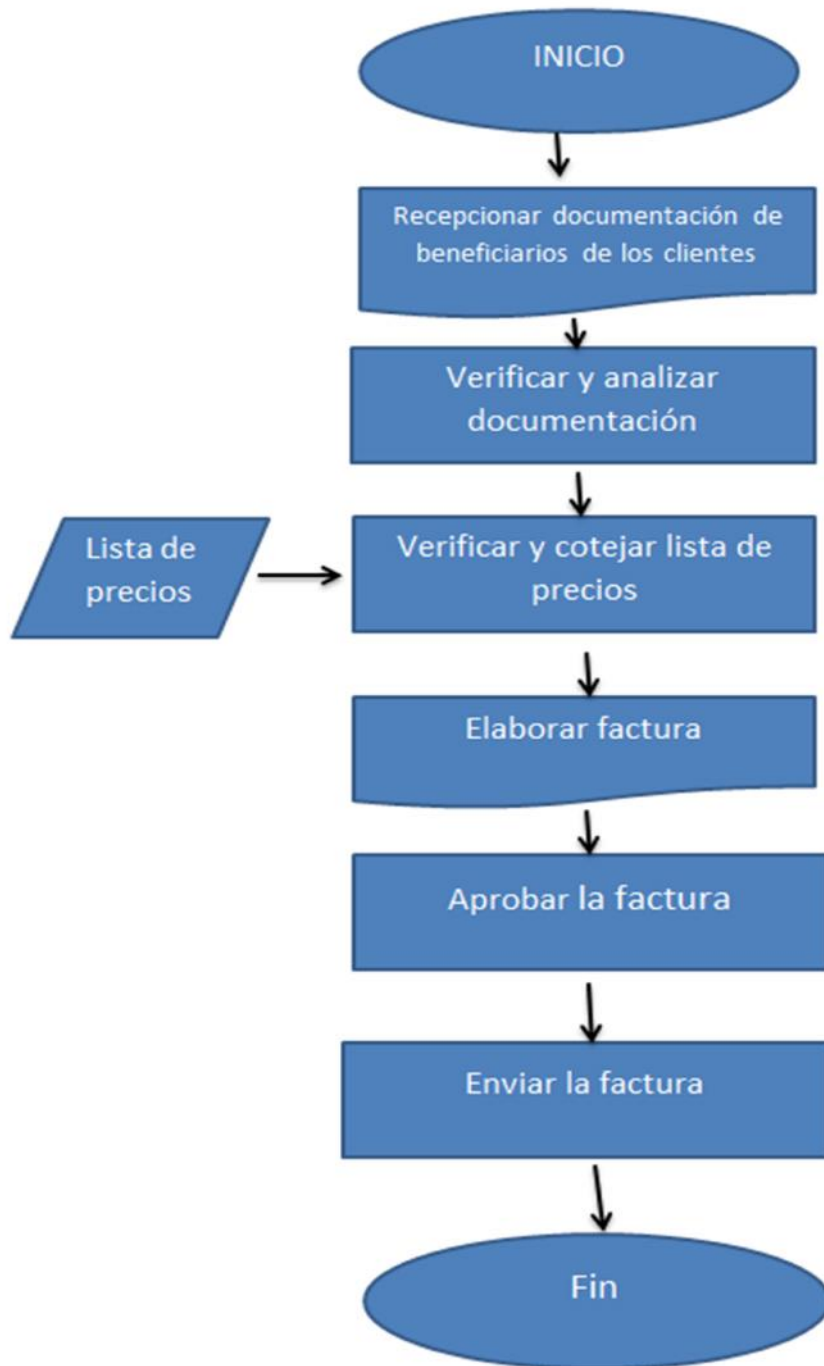 INICIO
Recepcionar documentación de
beneficiarios de los clientes
Verificar y analizar
documentación
Lista de
precios
Verificar y cotejar lista de
precios
Elaborar factura
Aprobar la factura
Enviar la factura
Fin